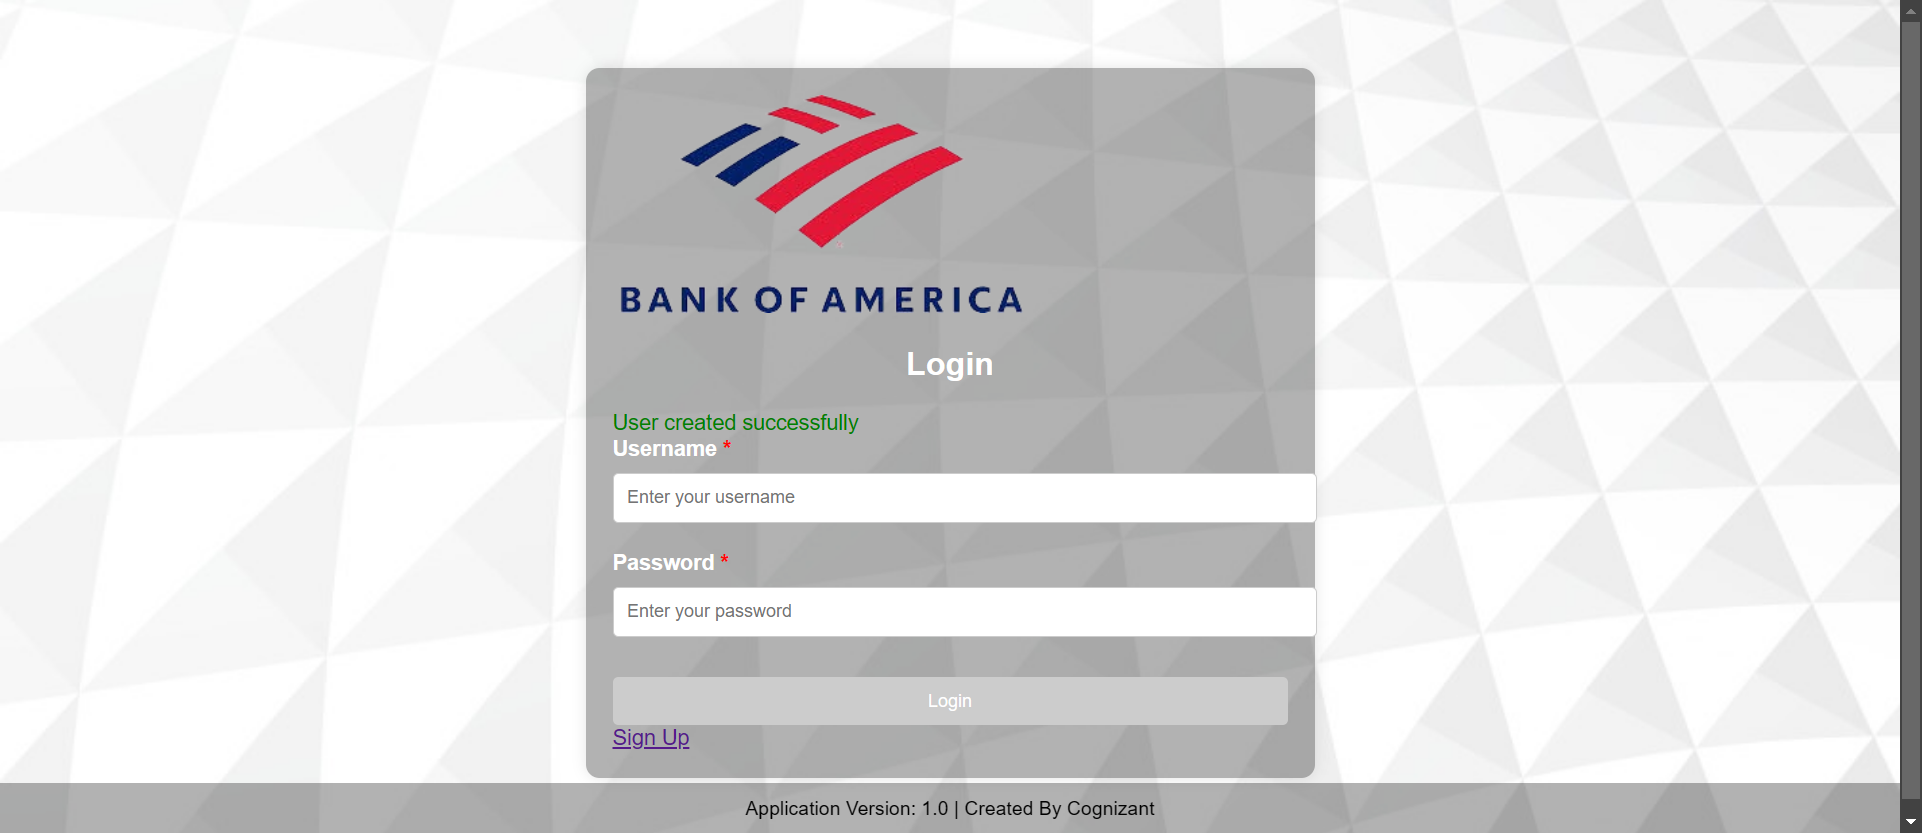 BANK OF AMERICA
Login
User created successfully
Username *
Enter your username
Password *
Enter your password
Login
Sign Up
Application Version: 1.0 | Created By Cognizant